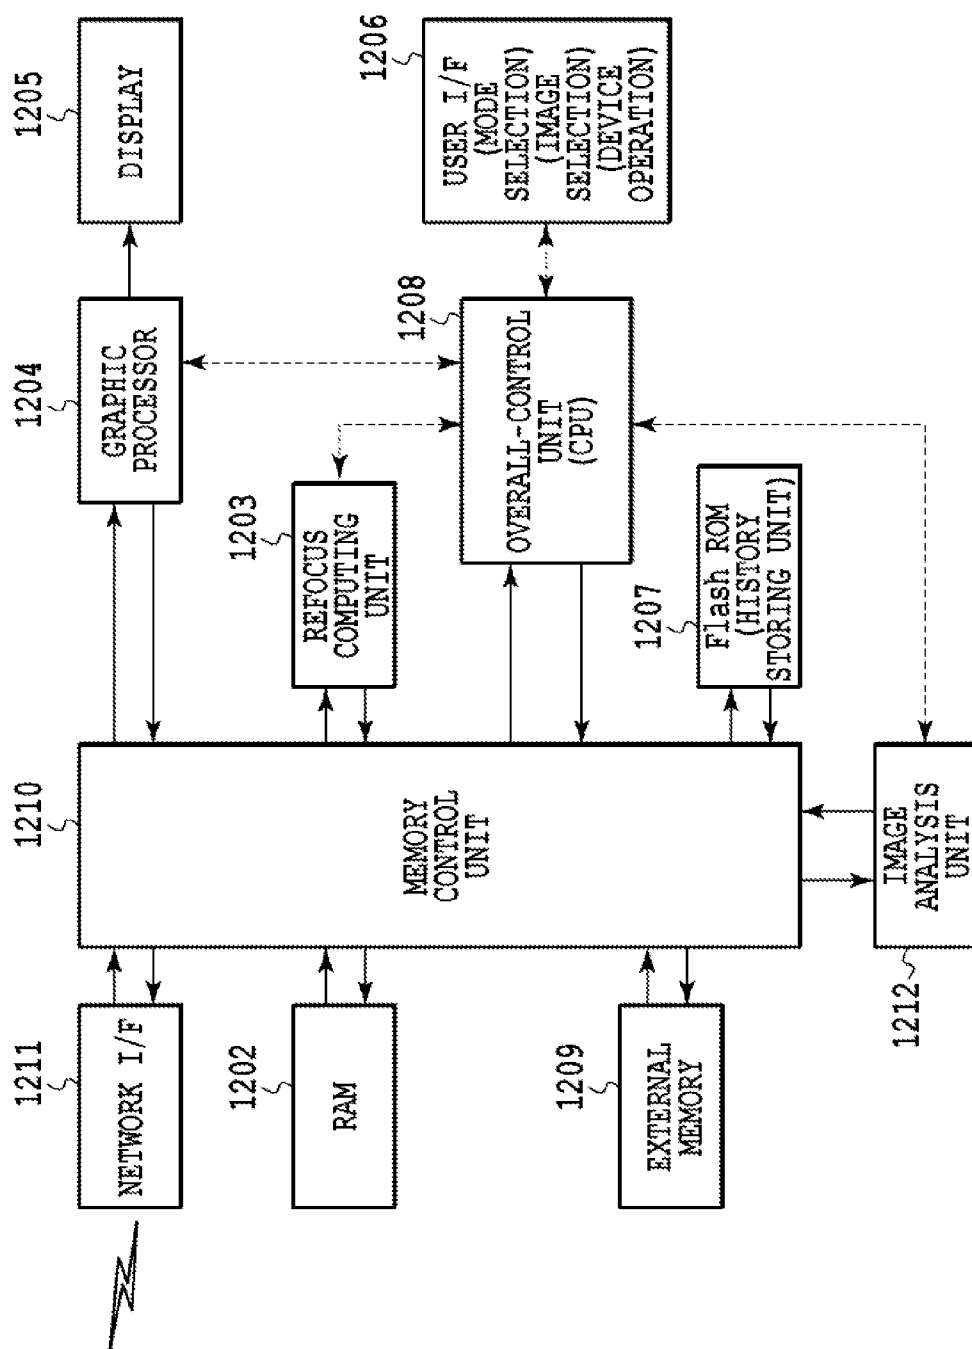 1211
NETWORK I/F
1202
RAM
1209
EXTERNAL
MEMORY
1210
MEMORY
CONTROL
UNIT
1212
IMAGE
ANALYSIS
UNIT
1204
GRAPHIC
PROCESSOR
1203
REFOCUS
COMPUTING
UNIT
1208
OVERALL-CONTROL
UNIT
(CPU)
1207
Flash ROM
(HISTORY
STORING UNIT)
1205
DISPLAY
1206
USER I/F
(MODE
SELECTION)
(IMAGE
SELECTION)
(DEVICE
OPERATION)